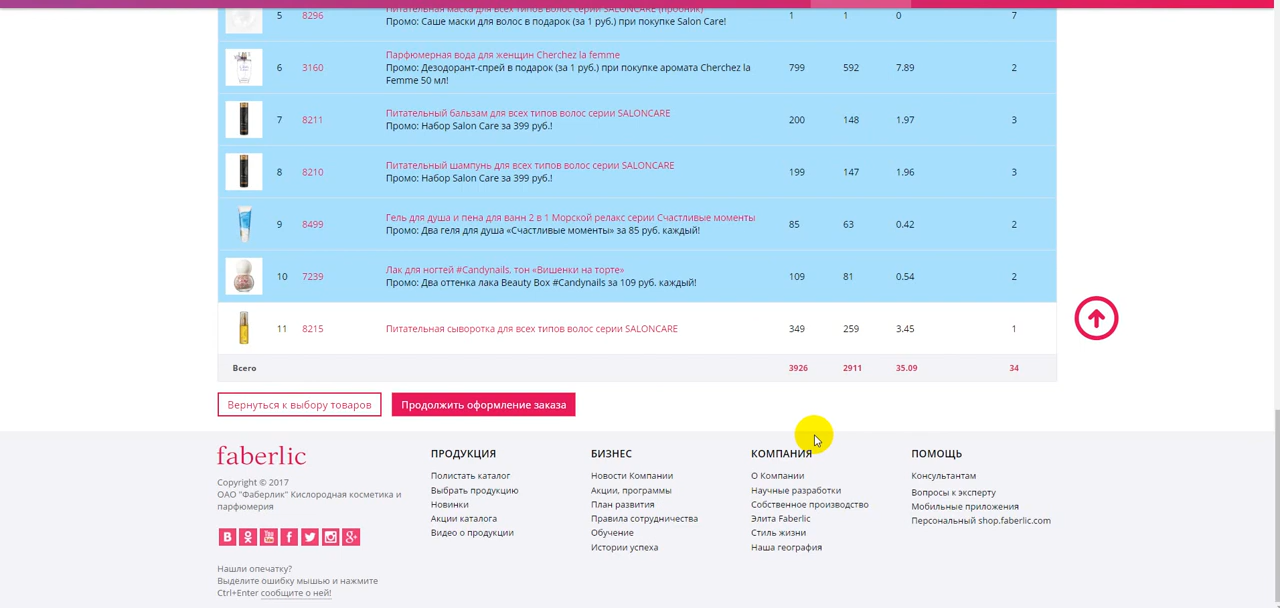 Питательная маска для всех типов волос серии SALONCARE (пробник)
5 8296 Промо: Саше маски для волос в подарок (за 1 руб.) при покупке Salon Care! 1 1 0 7
Парфюмерная вода для женщин Cherchez la femme
6 3160 Промо: Дезодорант-спрей в подарок (за 1 руб.) при покупке аромата Cherchez la 799 592 7.89 2
Femme 50 мл!
Питательный бальзам для всех типов волос серии SALONCARE
7 8211 Промо: Набор Salon Care за 399 руб.! 200 148 1.97 3
Питательный шампунь для всех типов волос серии SALONCARE
8 8210 Промо: Набор Salon Care за 399 руб.! 199 147 1.96 3
Гель для душа и пена для ванн 2 в 1 Морской релакс серии Счастливые моменты
9 8499 Промо: Два геля для душа «Счастливые моменты» за 85 руб. каждый! 85 63 0.42 2
Лак для ногтей #Candynails, тон «Вишенки на торте»
10 7239 Промо: Два оттенка лака Beauty Box #Candynails за 109 руб. каждый! 109 81 0.54 2
11 8215 Питательная сыворотка для всех типов волос серии SALONCARE 349 259 3.45 1
Всего 3926 2911 35.09 34
Вернуться к выбору товаров Продолжить оформление заказа
faberlic
Copyright © 2017
ОАО "Фаберлик" Кислородная косметика и
парфюмерия
Нашли опечатку?
Выделите ошибку мышью и нажмите
Ctrl+Enter сообщите о ней!
ПРОДУКЦИЯ
Полистать каталог
Выбрать продукцию
Новинки
Акции каталога
Видео о продукции
БИЗНЕС
Новости Компании
Акции, программы
План развития
Правила сотрудничества
Обучение
Истории успеха
КОМПАНИЯ
О Компании
Научные разработки
Собственное производство
Элита Faberlic
Стиль жизни
Наша география
ПОМОЩЬ
Консультантам
Вопросы к эксперту
Мобильные приложения
Персональный shop.faberlic.com